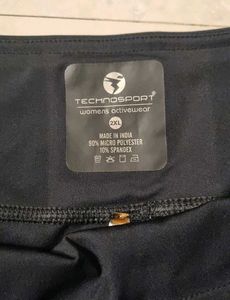 TECHNOSPORT®
womens activewear
2XL
MADE IN INDIA
90% MICRO POLYESTER
10% SPANDEX